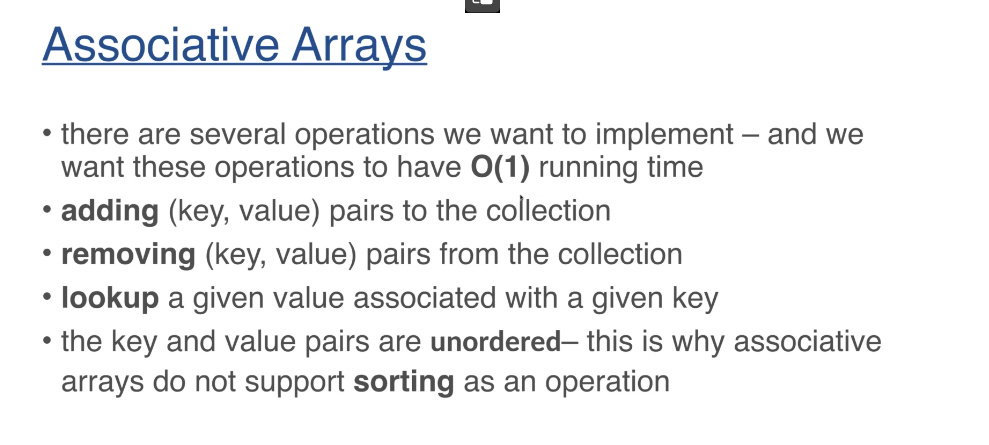 Associative Arrays
• there are several operations we want to implement – and we
want these operations to have O(1) running time
• adding (key, value) pairs to the collection
• removing (key, value) pairs from the collection
• lookup a given value associated with a given key
• the key and value pairs are unordered– this is why associative
arrays do not support sorting as an operation